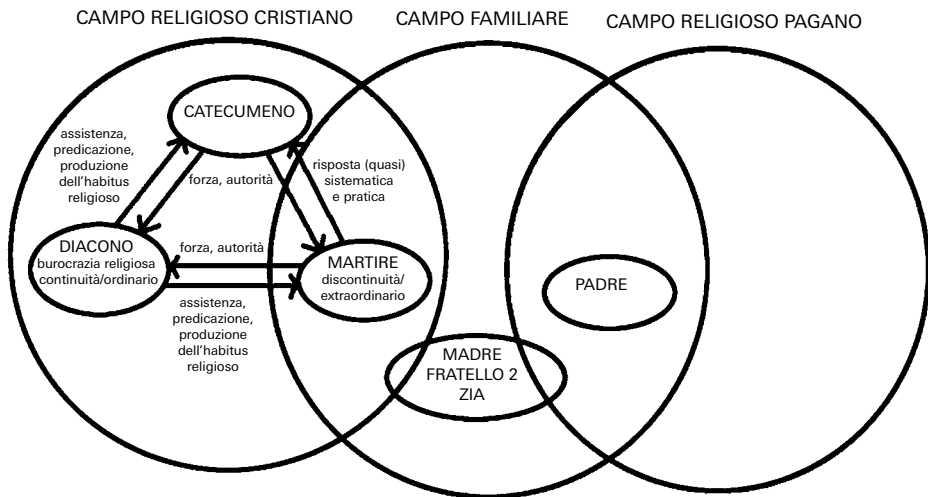 CAMPO RELIGIOSO CRISTIANO
CAMPO FAMILIARE
CAMPO RELIGIOSO PAGANO
CATECUMENO
assistenza,
predicazione,
produzione
dell'habitus
religioso
forza, autorità
risposta (quasi)
sistematica
e pratica
DIACONO
burocrazia religiosa
continuità/ordinario
forza, autorità
MARTIRE
discontinuità/
extraordinario
assistenza,
predicazione,
produzione
dell'habitus
religioso
PADRE
MADRE
FRATELLO 2
ZIA